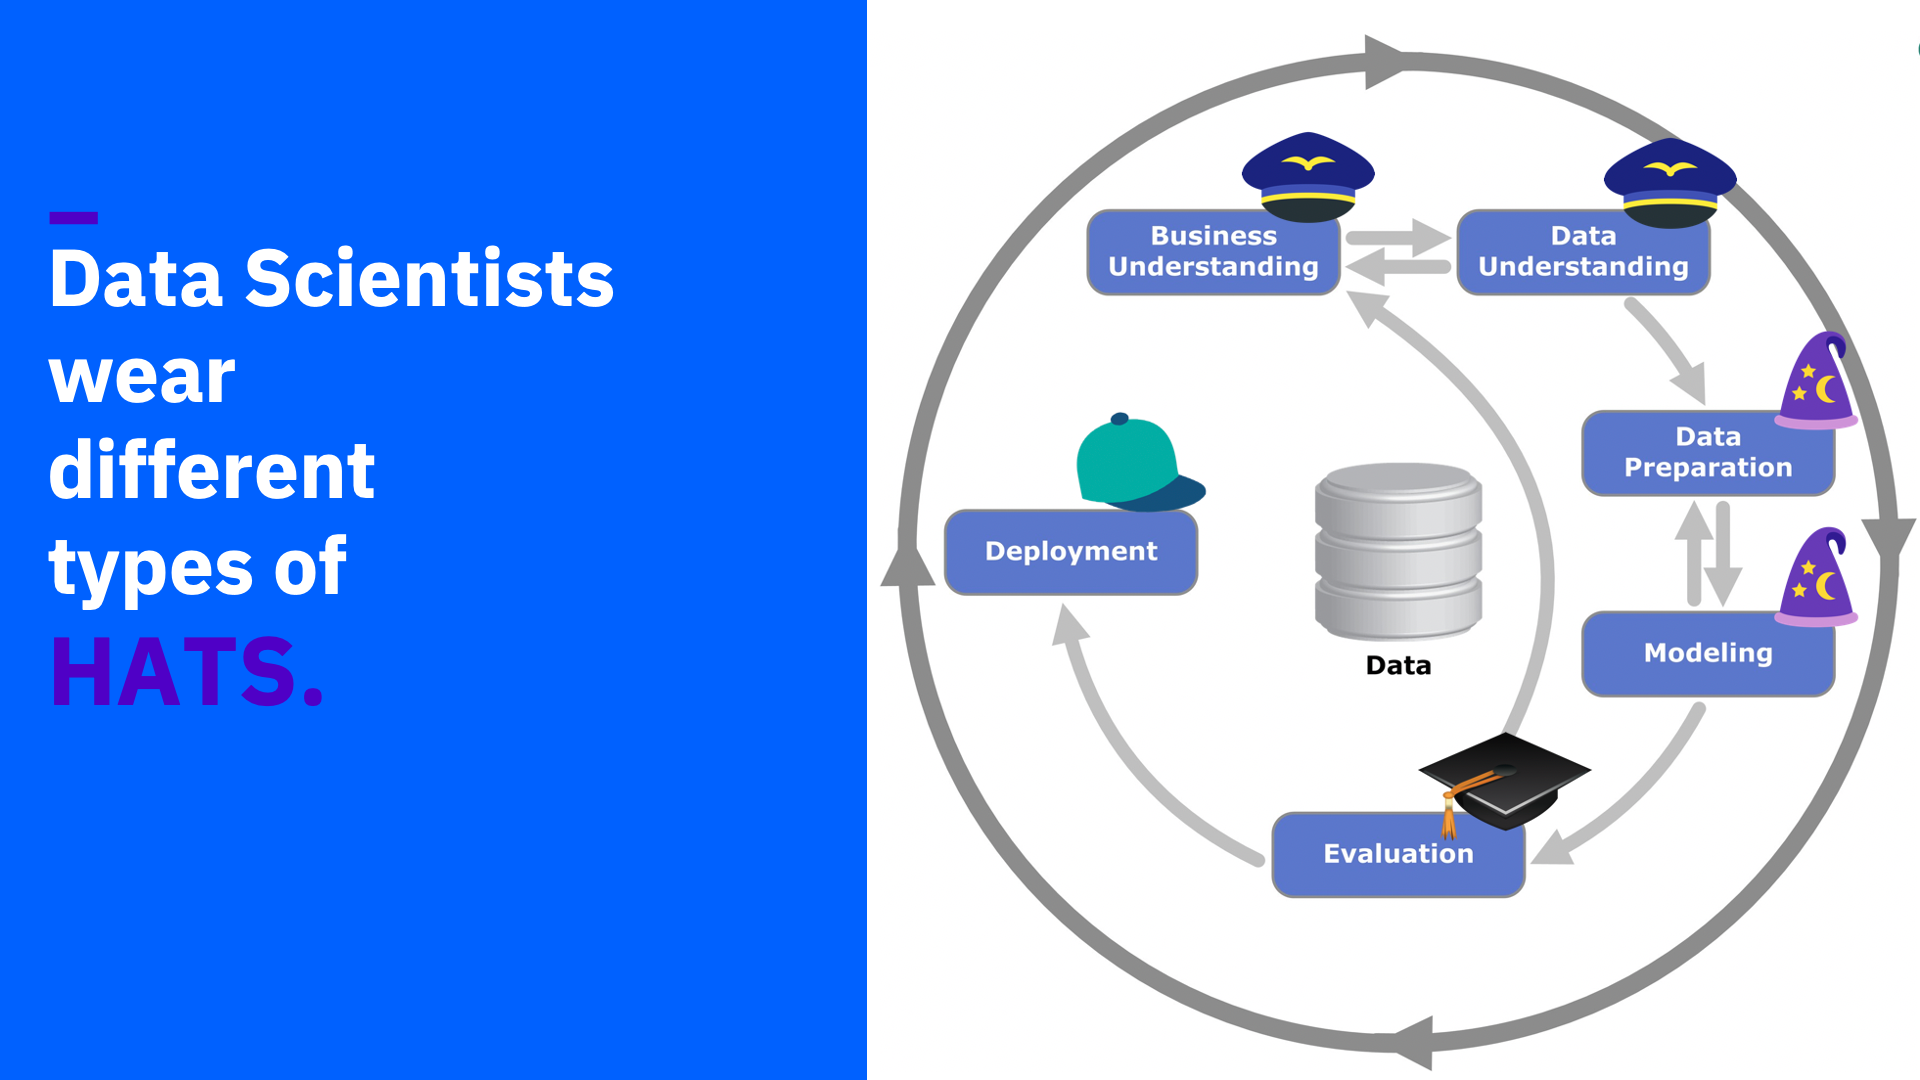 Data Scientists
wear
different
types of
HATS.
Business
Understanding
Data
Understanding
Data
Preparation
Modeling
Evaluation
Deployment
Data